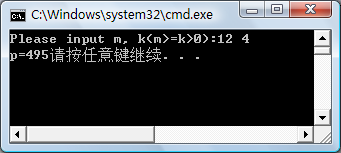 C:\Windows\system32\cmd.exe
Please input m, k(m>=k>0):12 4
p=495请按任意键继续. . .